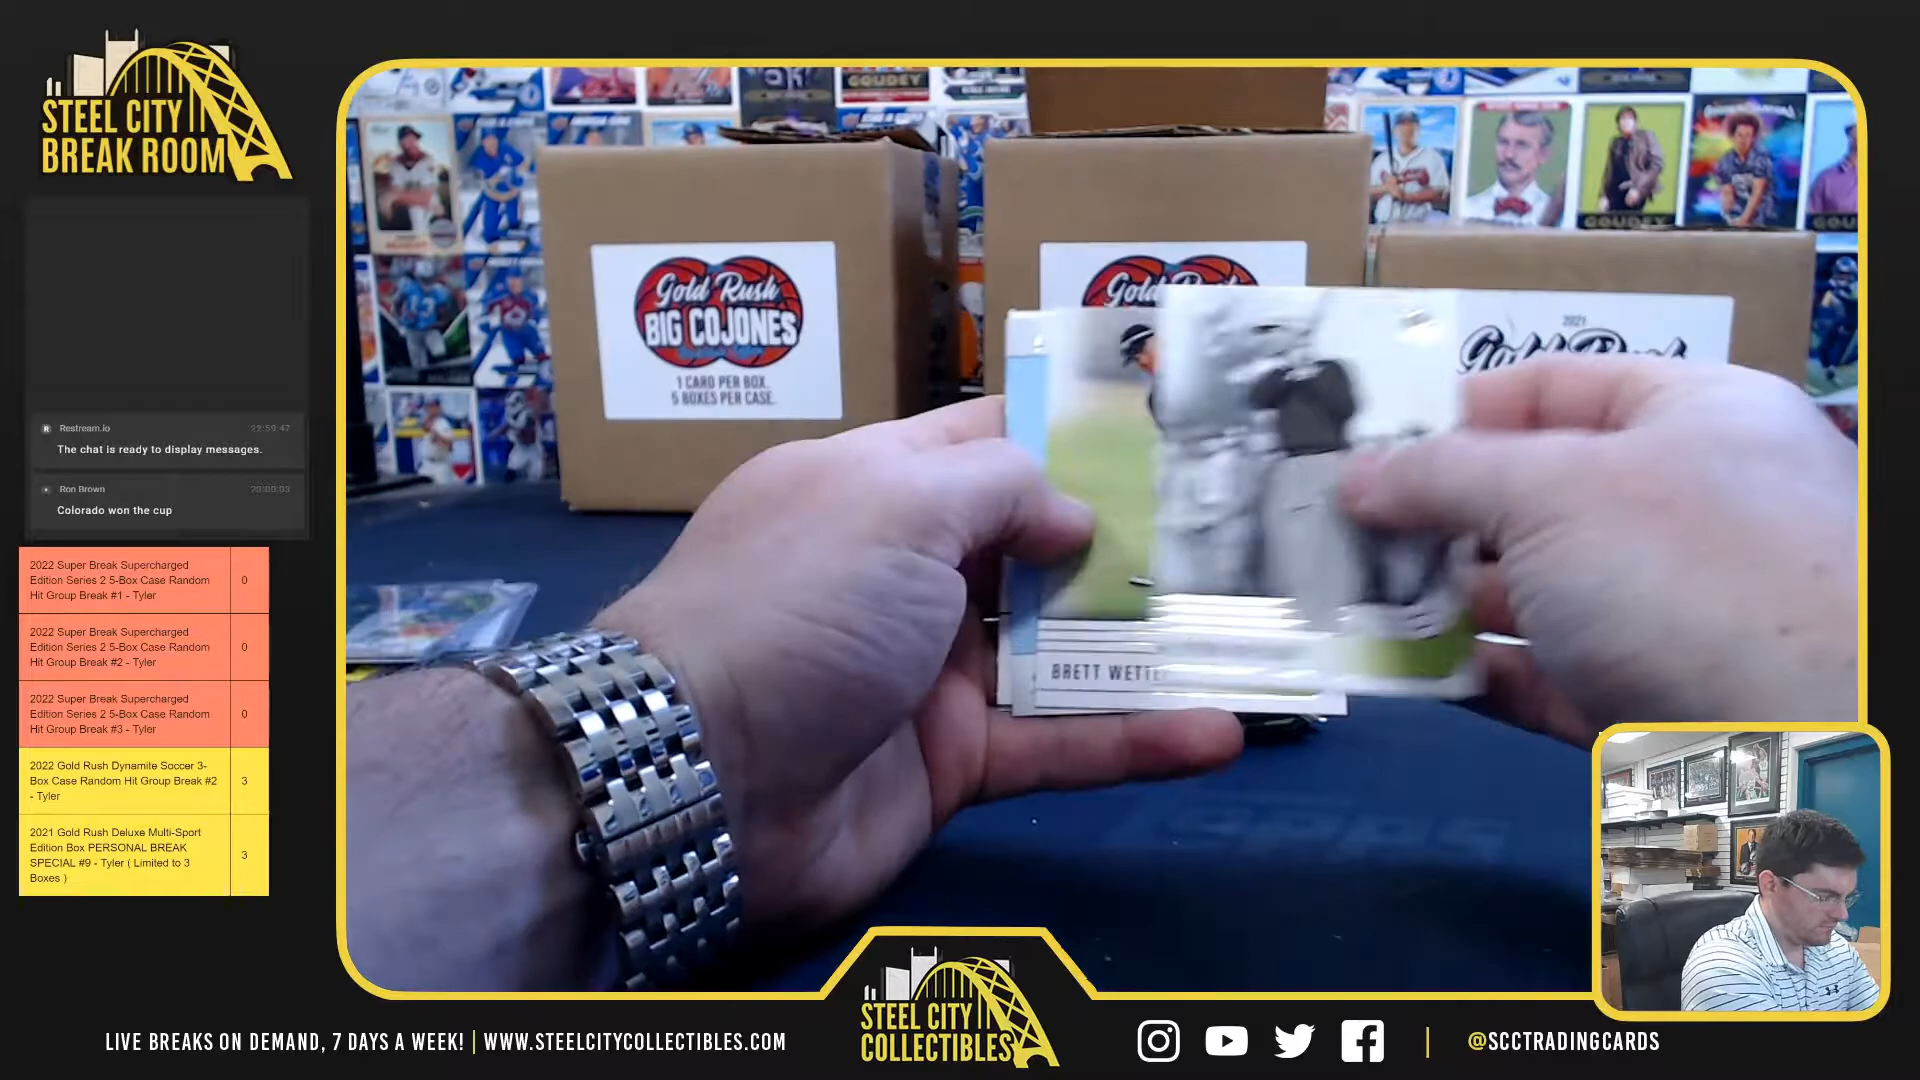 STEEL CITY
BREAK ROOM
Restream.io 22:59:47
The chat is ready to display messages.
Ron Brown
Colorado won the cup
2022 Super Break Supercharged
Edition Series 2 5-Box Case Random
Hit Group Break #1 - Tyler
0
2022 Super Break Supercharged
Edition Series 2 5-Box Case Random
Hit Group Break #2 - Tyler
0
2022 Super Break Supercharged
Edition Series 2 5-Box Case Random
Hit Group Break #3 - Tyler
0
2022 Gold Rush Dynamite Soccer 3-
Box Case Random Hit Group Break #2
- Tyler
3
2021 Gold Rush Deluxe Multi-Sport
Edition Box PERSONAL BREAK
SPECIAL #9 - Tyler ( Limited to 3
Boxes )
3
GOUDEY
GOUDEY
Gold Rush
BIG COJONES
1 CARD PER BOX.
5 BOXES PER CASE.
Gold
2021
Gold Rush
BRETT
STEEL CITY
COLLECTIBLES
LIVE BREAKS ON DEMAND, 7 DAYS A WEEK! | WWW.STEELCITYCOLLECTIBLES.COM
@SCCTRADINGCARDS